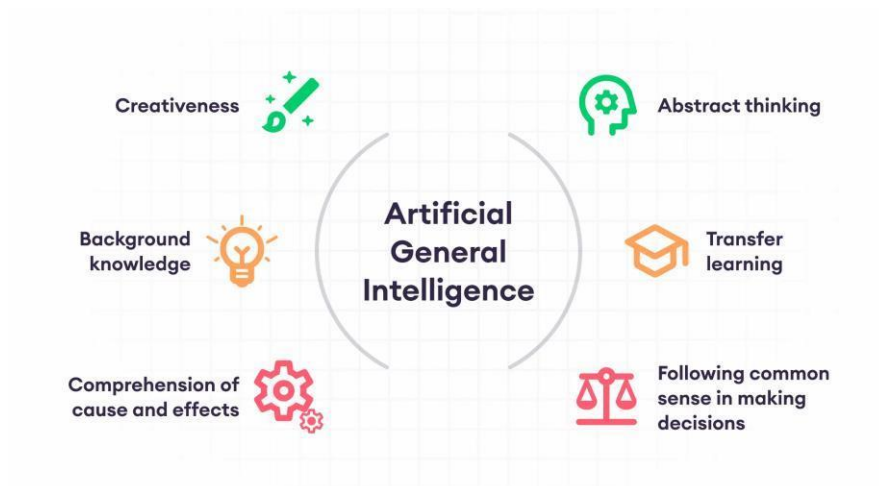 Creativeness
Abstract thinking
Artificial
General
Intelligence
Background
knowledge
Transfer
learning
Comprehension of
cause and effects
Following common
sense in making
decisions